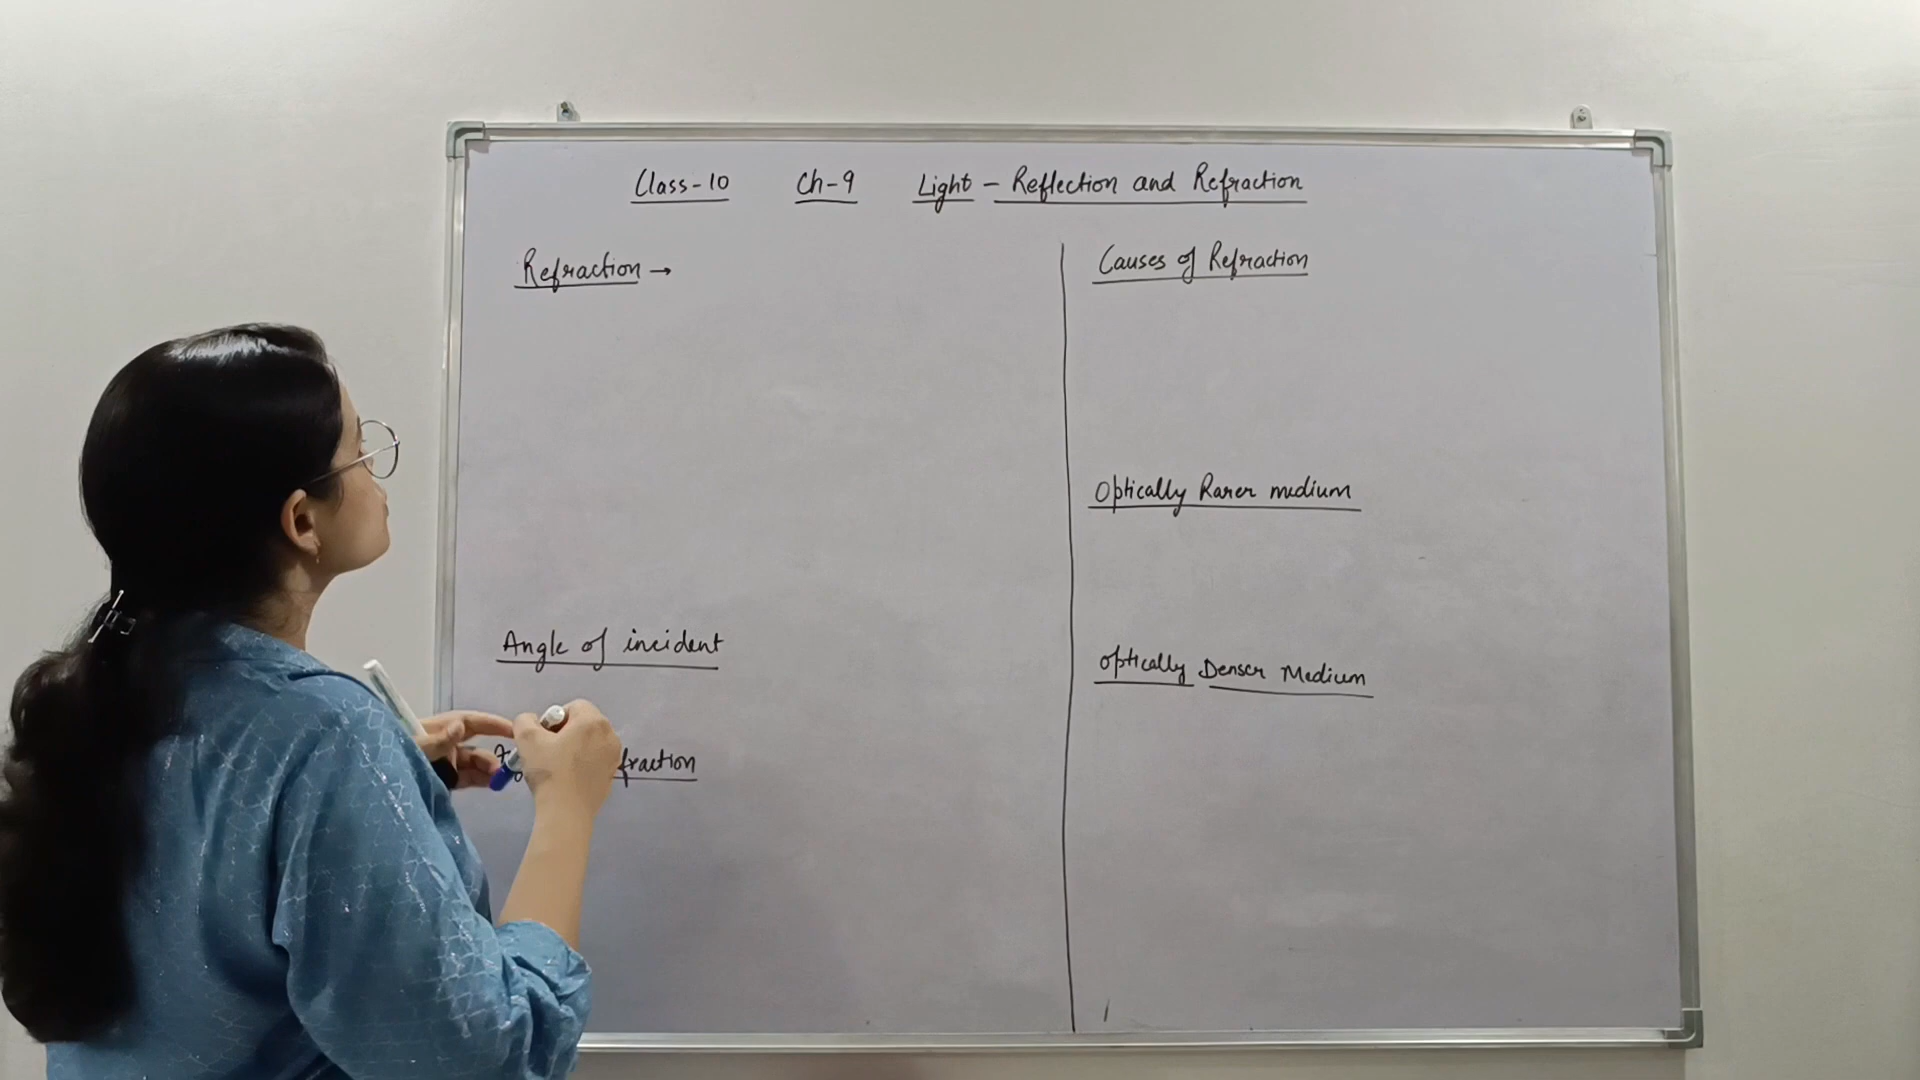 Class-10 Ch-9 Light - Reflection and Refraction
Refraction →
Angle of incident
fraction
Causes of Refraction
Optically Rarer medium
Optically Denser Medium